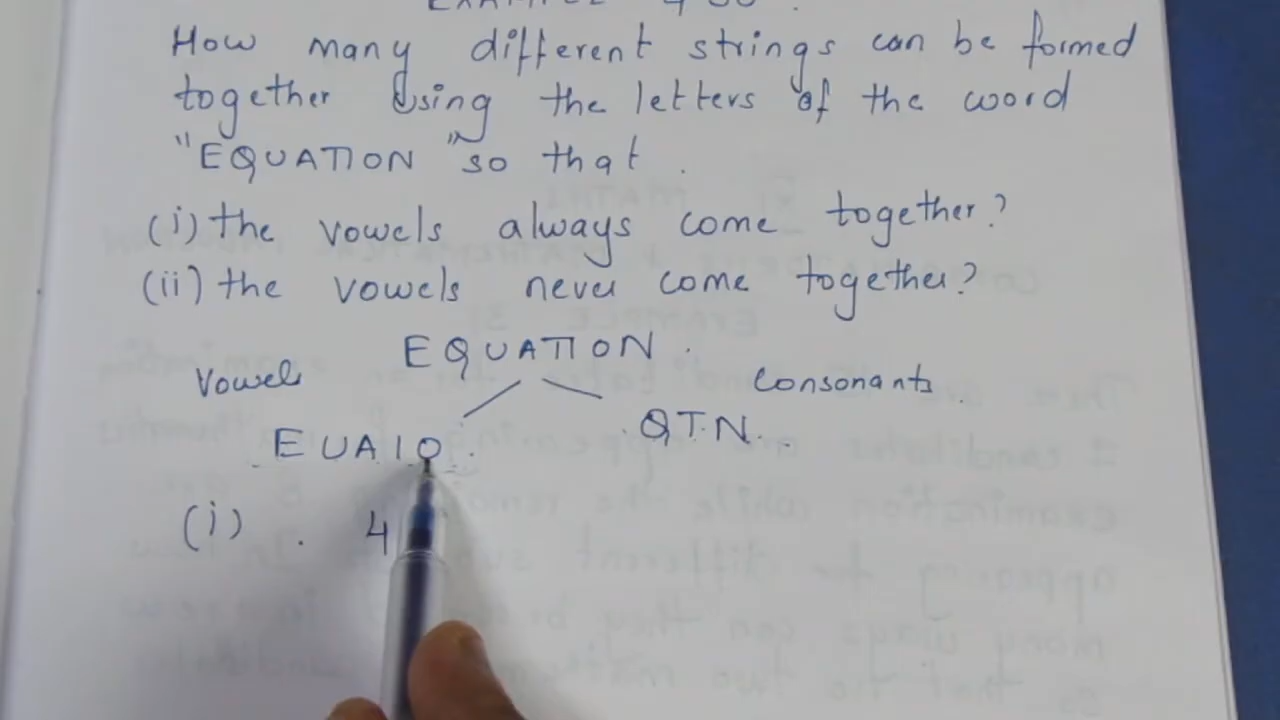 How many different strings can be formed
together Using the letters of the word
"EQUATION" so that.
(i) the vowels always come together?
(ii) the vowels never come together?
EQUATION.
Vowels Consonants.
EUAIO. QTN.
(i). 4